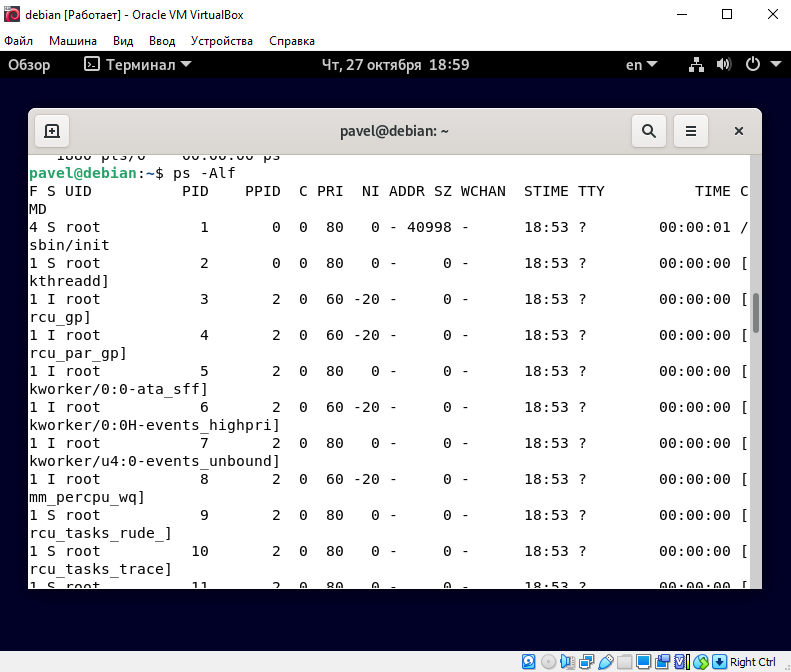 debian [Работает] - Oracle VM VirtualBox
Файл Машина Вид Ввод Устройства Справка
Обзор Терминал Чт, 27 октября 18:59 en
pavel@debian: ~
1880 pts/0 00:00:00 ps
pavel@debian:~$ ps -Alf
F S UID PID PPID C PRI NI ADDR SZ WCHAN STIME TTY TIME C
MD
4 S root 1 0 0 80 0 - 40998 - 18:53 ? 00:00:01 /
sbin/init
1 S root 2 0 0 80 0 - 0 - 18:53 ? 00:00:00 [
kthreadd]
1 I root 3 2 0 60 -20 - 0 - 18:53 ? 00:00:00 [
rcu_gp]
1 I root 4 2 0 60 -20 - 0 - 18:53 ? 00:00:00 [
rcu_par_gp]
1 I root 5 2 0 80 0 - 0 - 18:53 ? 00:00:00 [
kworker/0:0-ata_sff]
1 I root 6 2 0 60 -20 - 0 - 18:53 ? 00:00:00 [
kworker/0:0H-events_highpri]
1 I root 7 2 0 80 0 - 0 - 18:53 ? 00:00:00 [
kworker/u4:0-events_unbound]
1 I root 8 2 0 60 -20 - 0 - 18:53 ? 00:00:00 [
mm_percpu_wq]
1 S root 9 2 0 80 0 - 0 - 18:53 ? 00:00:00 [
rcu_tasks_rude_]
1 S root 10 2 0 80 0 - 0 - 18:53 ? 00:00:00 [
rcu_tasks_trace]
1 S root 11 2 0 80 0 - 0 - 18:53 ? 00:00:00 [
Right Ctrl